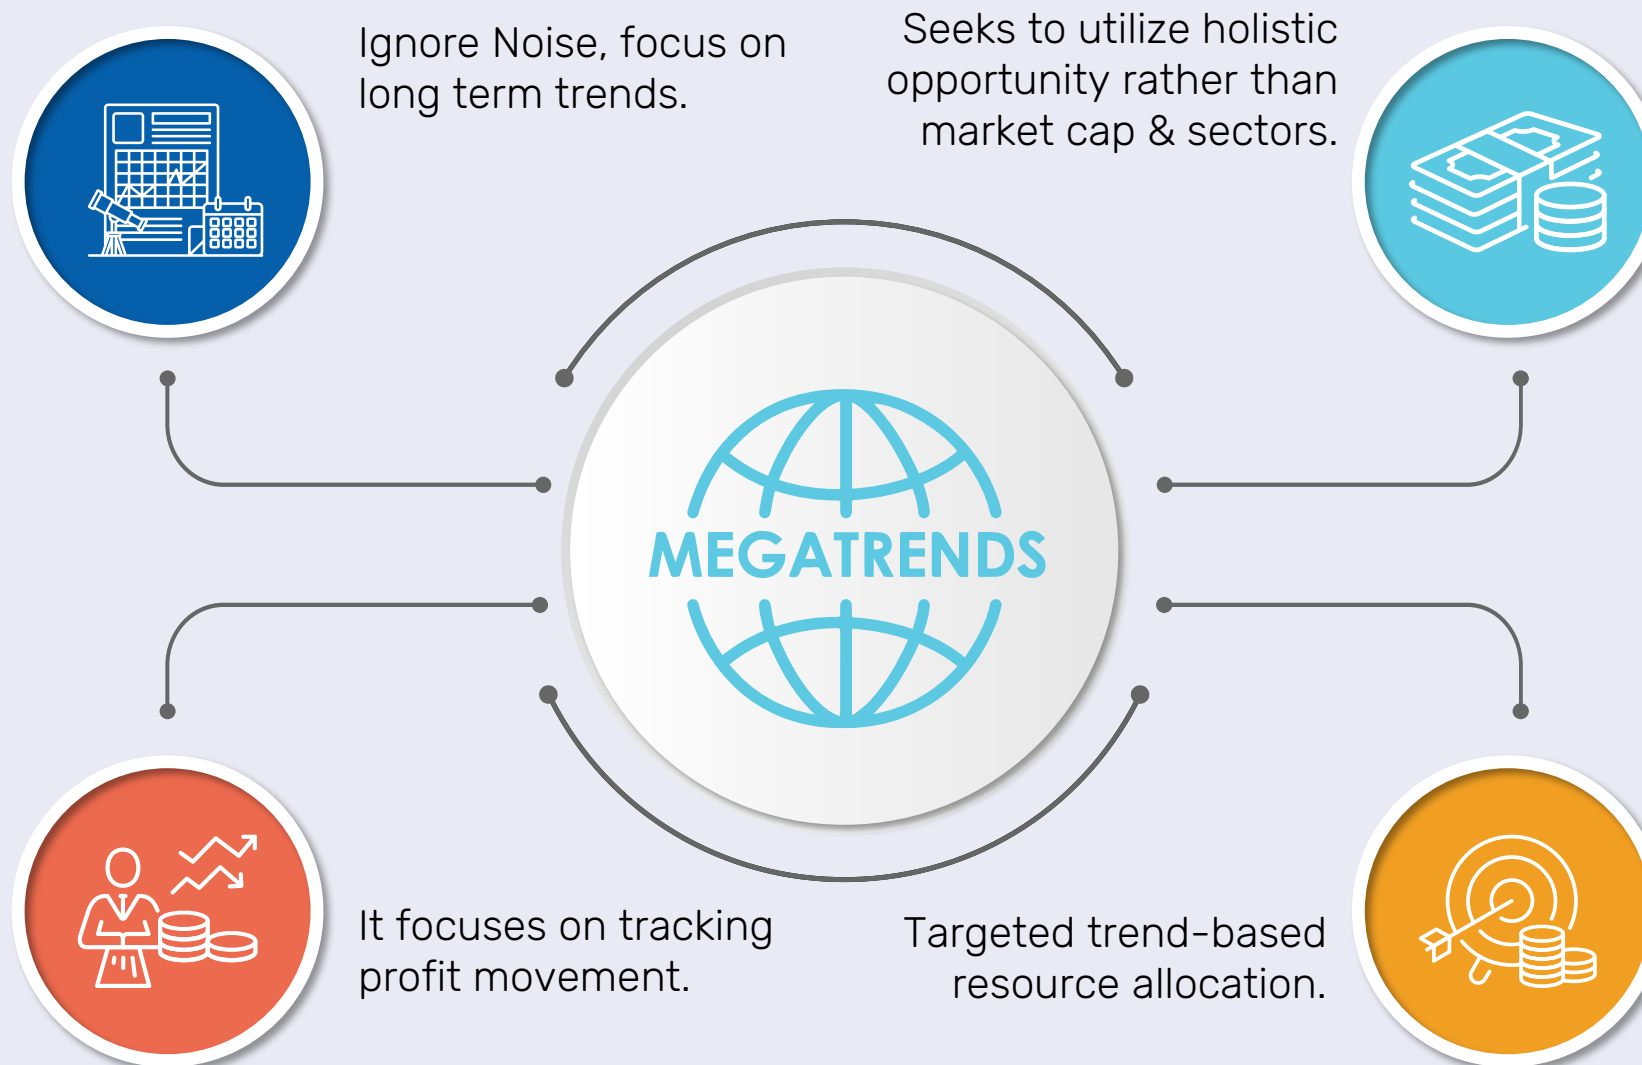 Ignore Noise, focus on
long term trends.
Seeks to utilize holistic
opportunity rather than
market cap & sectors.
MEGATRENDS
It focuses on tracking
profit movement.
Targeted trend-based
resource allocation.